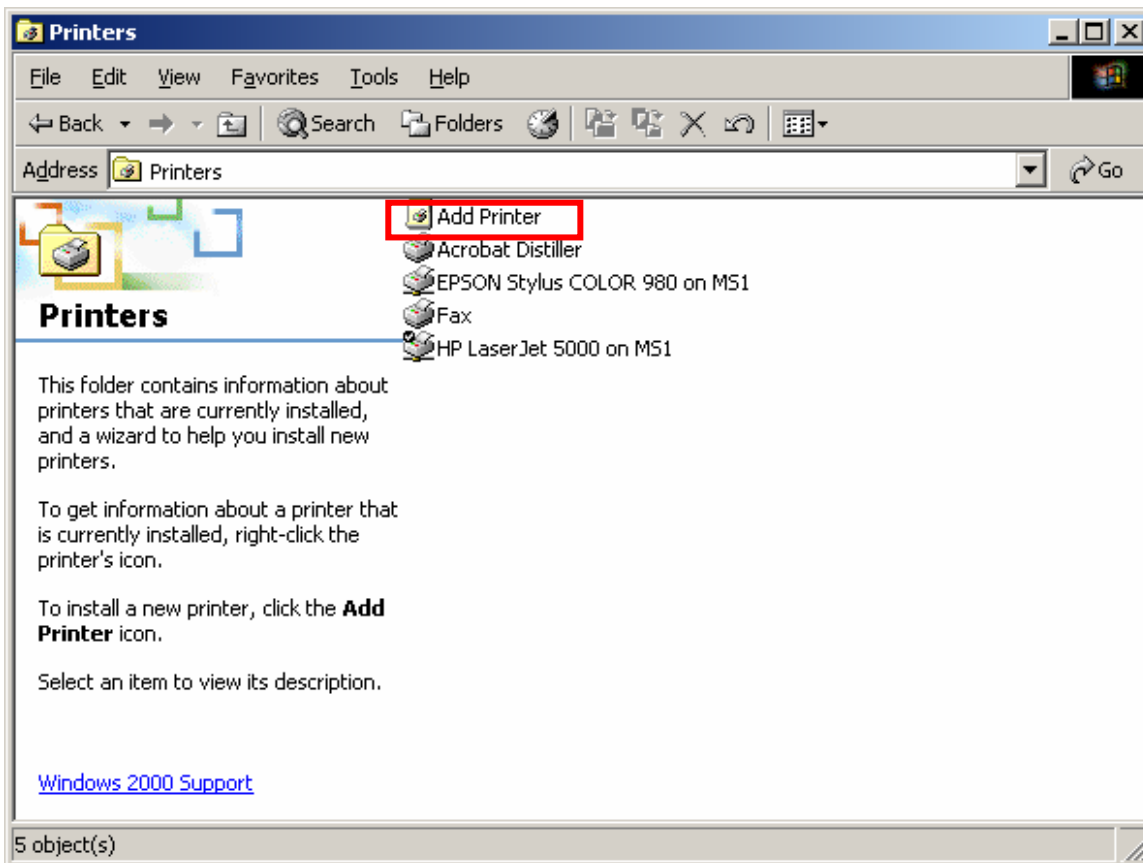 Printers
File Edit View Favorites Tools Help
Back Search Folders
Address Printers Go
Add Printer
Acrobat Distiller
EPSON Stylus COLOR 980 on MS1
Fax
HP LaserJet 5000 on MS1
Printers
This folder contains information about
printers that are currently installed,
and a wizard to help you install new
printers.
To get information about a printer that
is currently installed, right-click the
printer's icon.
To install a new printer, click the Add
Printer icon.
Select an item to view its description.
Windows 2000 Support
5 object(s)